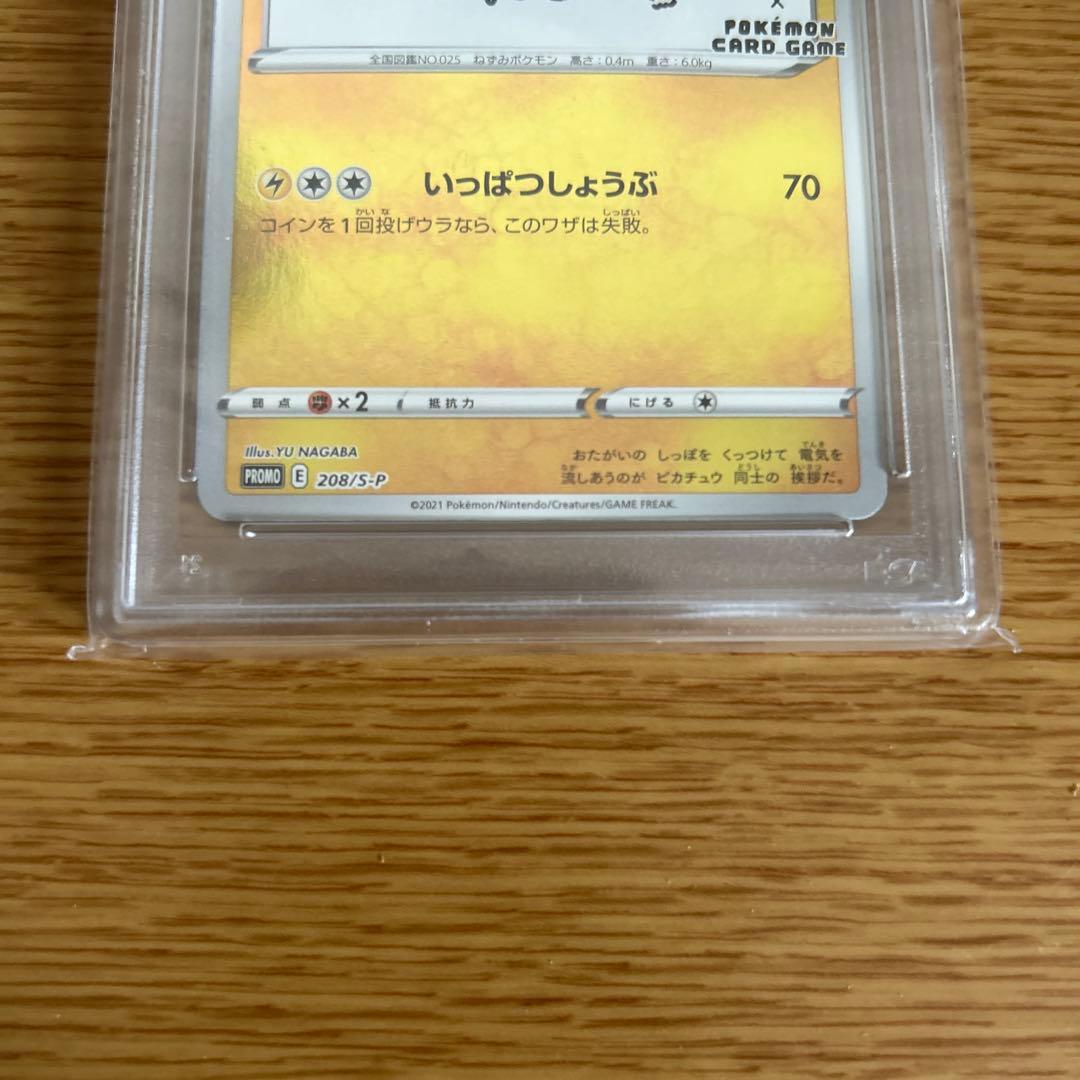 ×
POKÉMON
CARD GAME
全国図鑑NO.025 ねずみポケモン 高さ:0.4m 重さ:6.0kg
いっぱつしょうぶ 70
コインを1回投げウラなら、このワザは失敗。
弱点 ×2 抵抗力 にげる
Illus. YU NAGABA
おたがいの しっぽを くっつけて 電気を
PROMO E 208/S-P
流しあうのが ピカチュウ 同士の 挨拶だ。
©2021 Pokémon/Nintendo/Creatures/GAME FREAK.